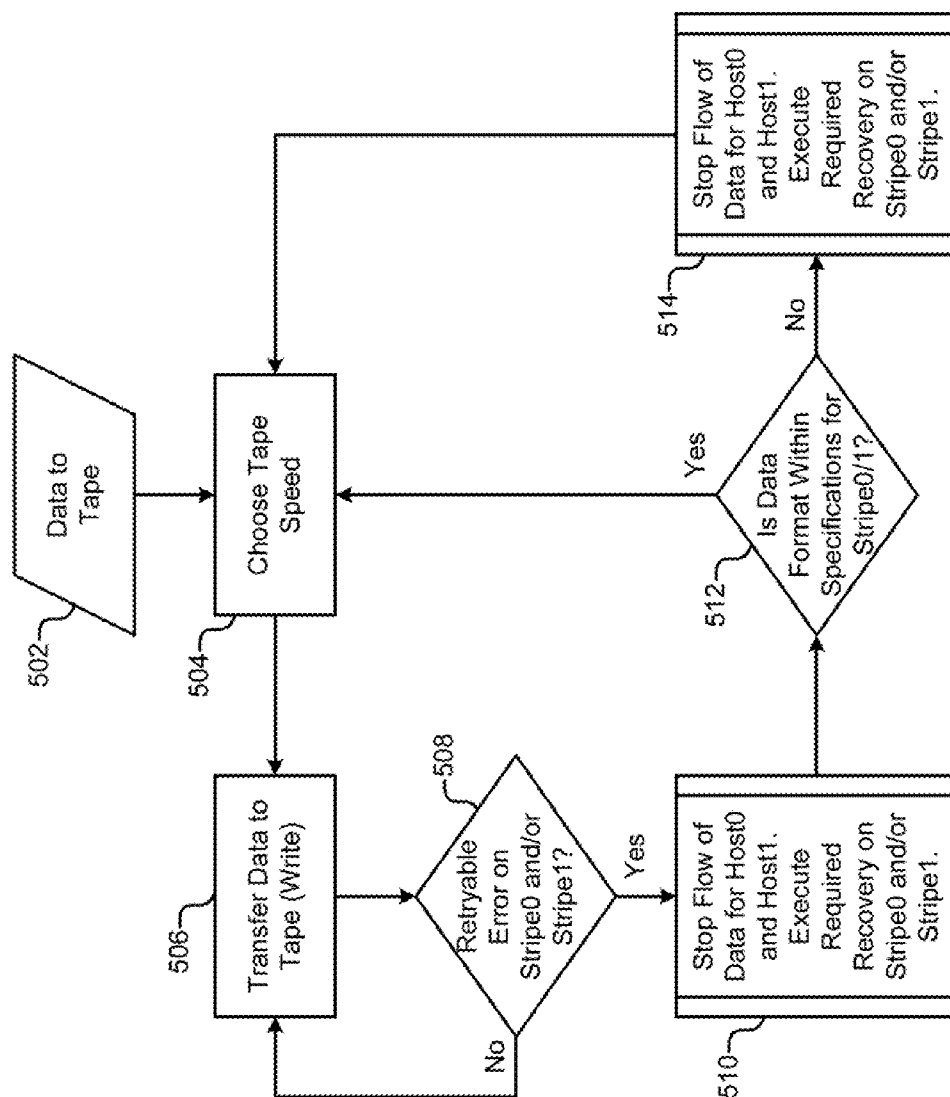 Data to
Tape
502
Choose Tape
Speed
504
Transfer Data to
Tape (Write)
506
Retryable
Error on
Stripe0 and/or
Stripe1?
508
No
Yes
Stop Flow of
Data for Host0
and Host1.
Execute
Required
Recovery on
Stripe0 and/or
Stripe1.
510
Is Data
Format Within
Specifications for
Stripe0/1?
512
Yes
No
Stop Flow of
Data for Host0
and Host1.
Execute
Required
Recovery on
Stripe0 and/or
Stripe1.
514